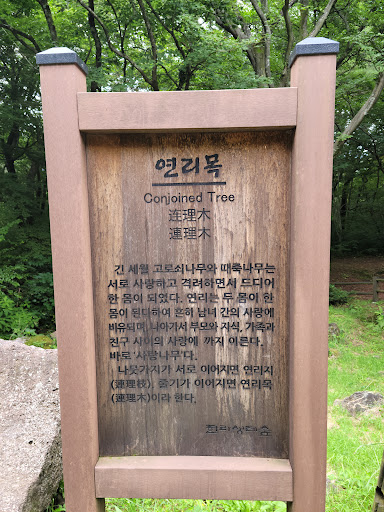 연리목
Conjoined Tree
连理木
連理木
긴 세월 고로쇠나무와 때죽나무는
서로 사랑하고 격려하면서 드디어
한 몸이 되었다. 연리는 두 몸이 한
몸이 된다하여 흔히 남녀 간의 사랑에
비유되며, 나아가서 부모와 자식, 가족과
친구 사이의 사랑에 까지 이른다.
바로 '사랑나무'다.
나뭇가지가 서로 이어지면 연리지
(連理枝), 줄기가 이어지면 연리목
(連理木)이라 한다.